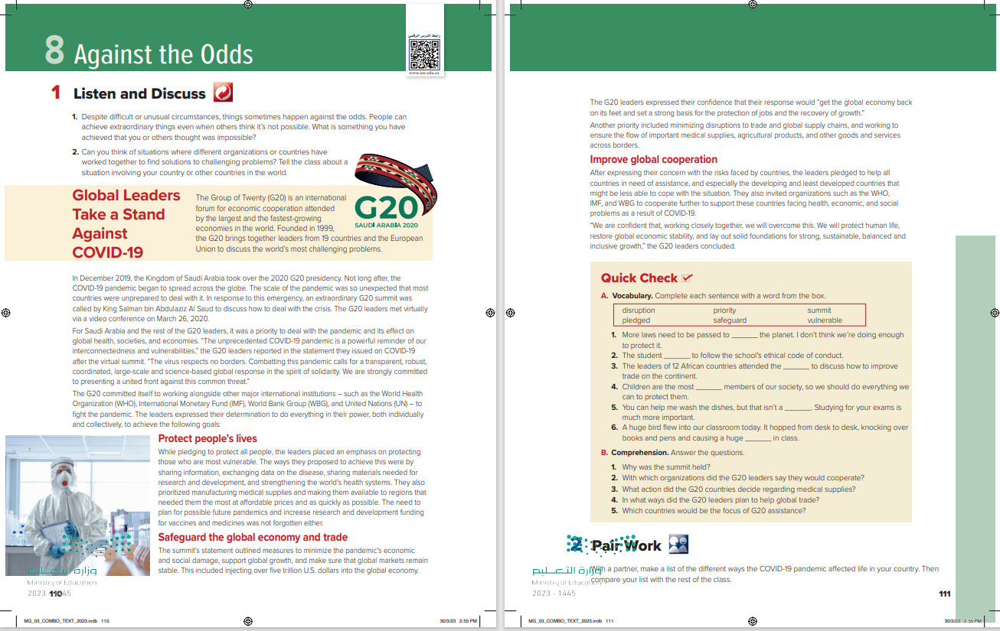 8 Against the Odds
رابط الدرس الرقمي
www.ien.edu.sa
1 Listen and Discuss
1. Despite difficult or unusual circumstances, things sometimes happen against the odds. People can
achieve extraordinary things even when others think it's not possible. What is something you have
achieved that you or others thought was impossible?
2. Can you think of situations where different organizations or countries have
worked together to find solutions to challenging problems? Tell the class about a
situation involving your country or other countries in the world.
Global Leaders
Take a Stand
Against
COVID-19
The Group of Twenty (G20) is an international
forum for economic cooperation attended
by the largest and the fastest-growing
economies in the world. Founded in 1999,
the G20 brings together leaders from 19 countries and the European
Union to discuss the world's most challenging problems.
G20
SAUDI ARABIA 2020
In December 2019, the Kingdom of Saudi Arabia took over the 2020 G20 presidency. Not long after, the
COVID-19 pandemic began to spread across the globe. The scale of the pandemic was so unexpected that most
countries were unprepared to deal with it. In response to this emergency, an extraordinary G20 summit was
called by King Salman bin Abdulaziz Al Saud to discuss how to deal with the crisis. The G20 leaders met virtually
via a video conference on March 26, 2020.
For Saudi Arabia and the rest of the G20 leaders, it was a priority to deal with the pandemic and its effect on
global health, societies, and economies. “The unprecedented COVID-19 pandemic is a powerful reminder of our
interconnectedness and vulnerabilities,” the G20 leaders reported in the statement they issued on COVID-19
after the virtual summit. “The virus respects no borders. Combatting this pandemic calls for a transparent, robust,
coordinated, large-scale and science-based global response in the spirit of solidarity. We are strongly committed
to presenting a united front against this common threat.”
The G20 committed itself to working alongside other major international institutions – such as the World Health
Organization (WHO), International Monetary Fund (IMF), World Bank Group (WBG), and United Nations (UN) – to
fight the pandemic. The leaders expressed their determination to do everything in their power, both individually
and collectively, to achieve the following goals:
Protect people's lives
While pledging to protect all people, the leaders placed an emphasis on protecting
those who are most vulnerable. The ways they proposed to achieve this were by
sharing information, exchanging data on the disease, sharing materials needed for
research and development, and strengthening the world's health systems. They also
prioritized manufacturing medical supplies and making them available to regions that
needed them the most at affordable prices and as quickly as possible. The need to
plan for possible future pandemics and increase research and development funding
for vaccines and medicines was not forgotten either.
Safeguard the global economy and trade
The summit's statement outlined measures to minimize the pandemic's economic
and social damage, support global growth, and make sure that global markets remain
stable. This included injecting over five trillion U.S. dollars into the global economy.
وزارة التعليم
Ministry of Education
2023 110 45
MG_03_COMBO_TEXT_2023.indb 110
30/3/23 2:55 PM
The G20 leaders expressed their confidence that their response would “get the global economy back
on its feet and set a strong basis for the protection of jobs and the recovery of growth.”
Another priority included minimizing disruptions to trade and global supply chains, and working to
ensure the flow of important medical supplies, agricultural products, and other goods and services
across borders.
Improve global cooperation
After expressing their concern with the risks faced by countries, the leaders pledged to help all
countries in need of assistance, and especially the developing and least developed countries that
might be less able to cope with the situation. They also invited organizations such as the WHO,
IMF, and WBG to cooperate further to support these countries facing health, economic, and social
problems as a result of COVID-19.
“We are confident that, working closely together, we will overcome this. We will protect human life,
restore global economic stability, and lay out solid foundations for strong, sustainable, balanced and
inclusive growth,” the G20 leaders concluded.
Quick Check
A. Vocabulary. Complete each sentence with a word from the box.
disruption priority summit
pledged safeguard vulnerable
1. More laws need to be passed to ______ the planet. I don't think we're doing enough
to protect it.
2. The student ______ to follow the school's ethical code of conduct.
3. The leaders of 12 African countries attended the ______ to discuss how to improve
trade on the continent.
4. Children are the most ______ members of our society, so we should do everything we
can to protect them.
5. You can help me wash the dishes, but that isn't a ______. Studying for your exams is
much more important.
6. A huge bird flew into our classroom today. It hopped from desk to desk, knocking over
books and pens and causing a huge ______ in class.
B. Comprehension. Answer the questions.
1. Why was the summit held?
2. With which organizations did the G20 leaders say they would cooperate?
3. What action did the G20 countries decide regarding medical supplies?
4. In what ways did the G20 leaders plan to help global trade?
5. Which countries would be the focus of G20 assistance?
2 Pair Work
With a partner, make a list of the different ways the COVID-19 pandemic affected life in your country. Then
compare your list with the rest of the class.
وزارة التعليم
Ministry of Education
2023 - 1445
111
MG_03_COMBO_TEXT_2023.indb 111
30/3/23 2:55 PM